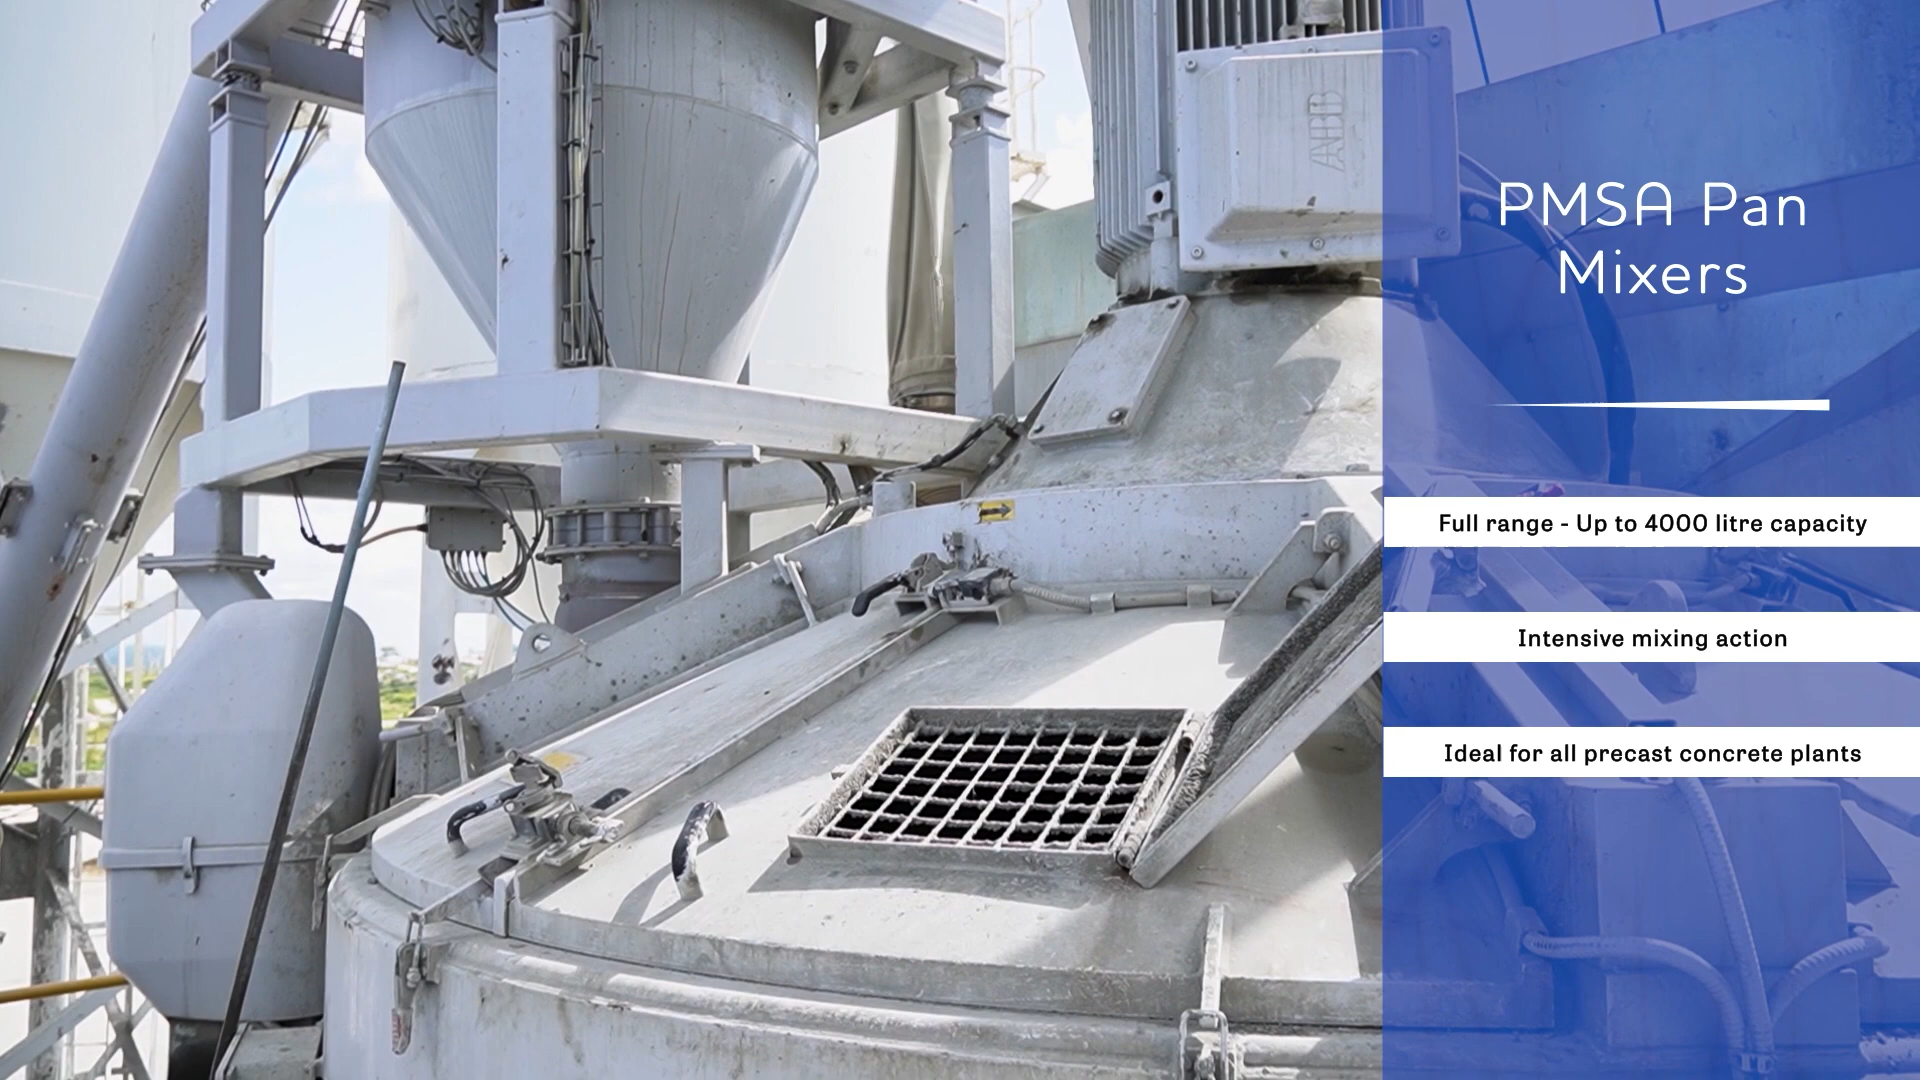 ABB
PMSA Pan
Mixers
Full range - Up to 4000 litre capacity
Intensive mixing action
Ideal for all precast concrete plants